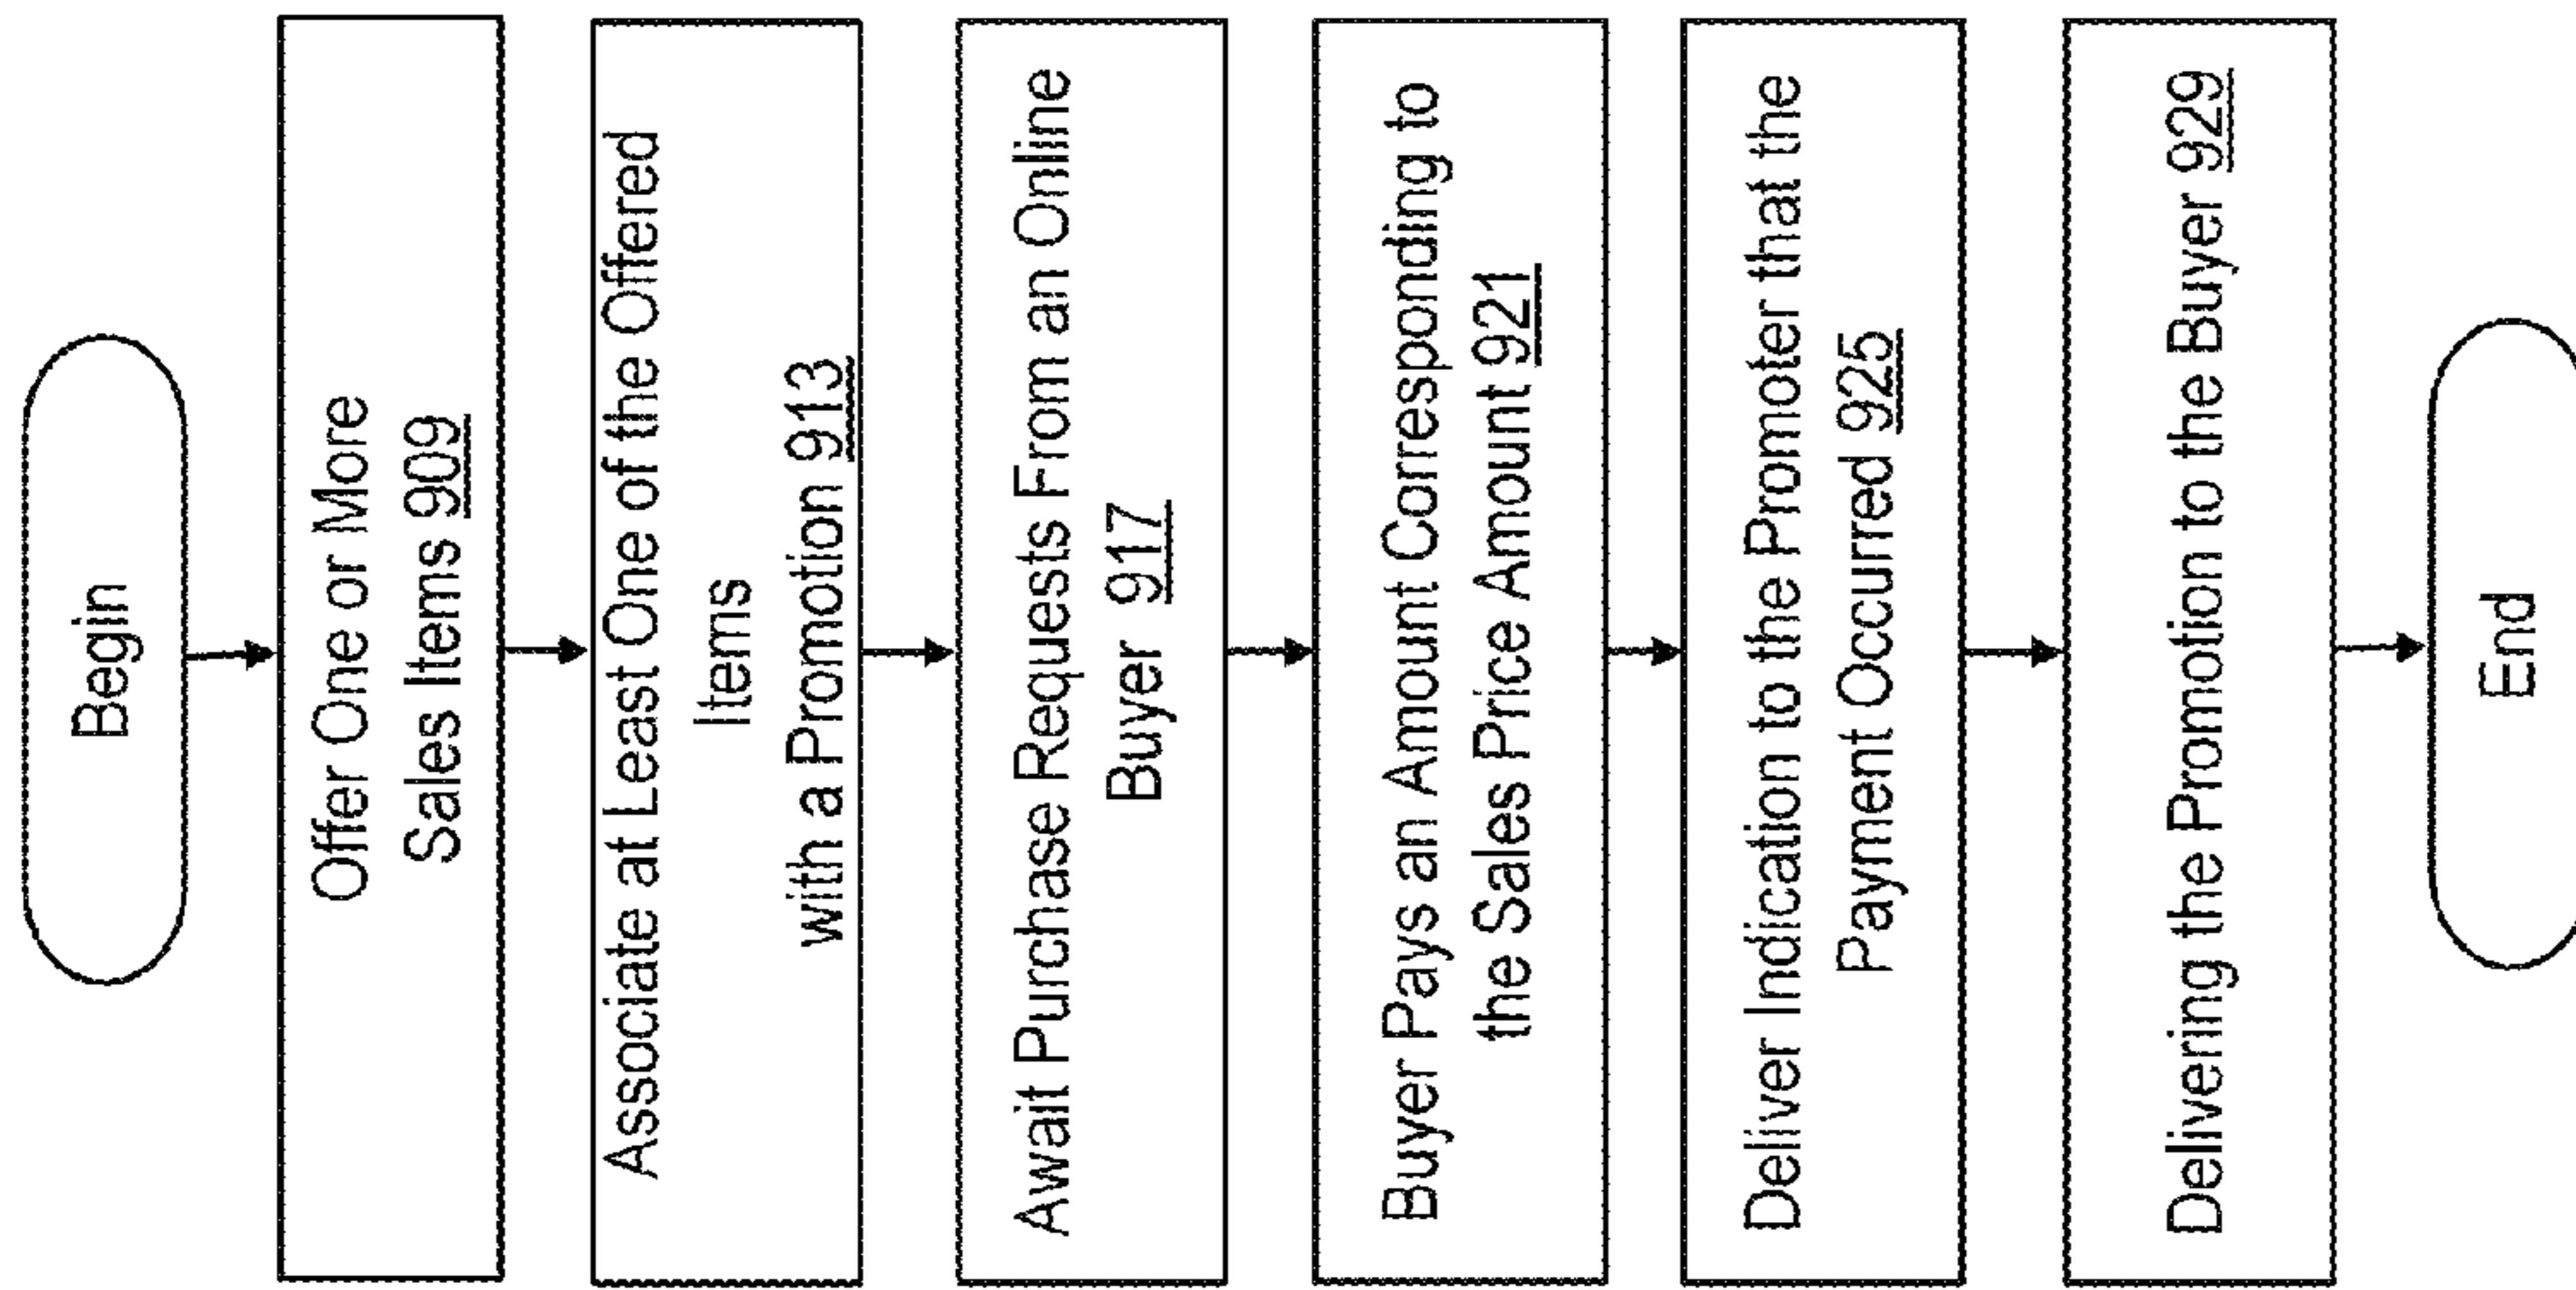 Begin
Offer One or More
Sales Items 909
Associate at Least One of the Offered
Items
with a Promotion 913
Await Purchase Requests From an Online
Buyer 917
Buyer Pays an Amount Corresponding to
the Sales Price Amount 921
Deliver Indication to the Promoter that the
Payment Occurred 925
Delivering the Promotion to the Buyer 929
End